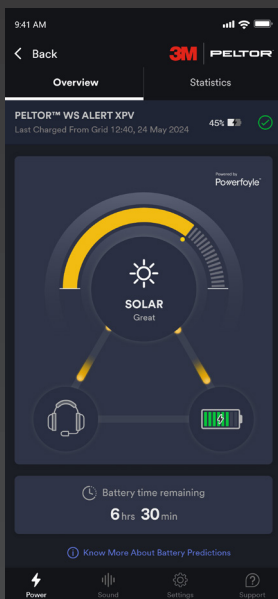 9:41 AM
Back
3M PELTOR
Overview Statistics
PELTOR™ WS ALERT XPV
Last Charged From Grid 12:40, 24 May 2024
45%
Powered by
Powerfoyle
SOLAR
Great
Battery time remaining
6 hrs 30 min
Know More About Battery Predictions
Power Sound Settings Support